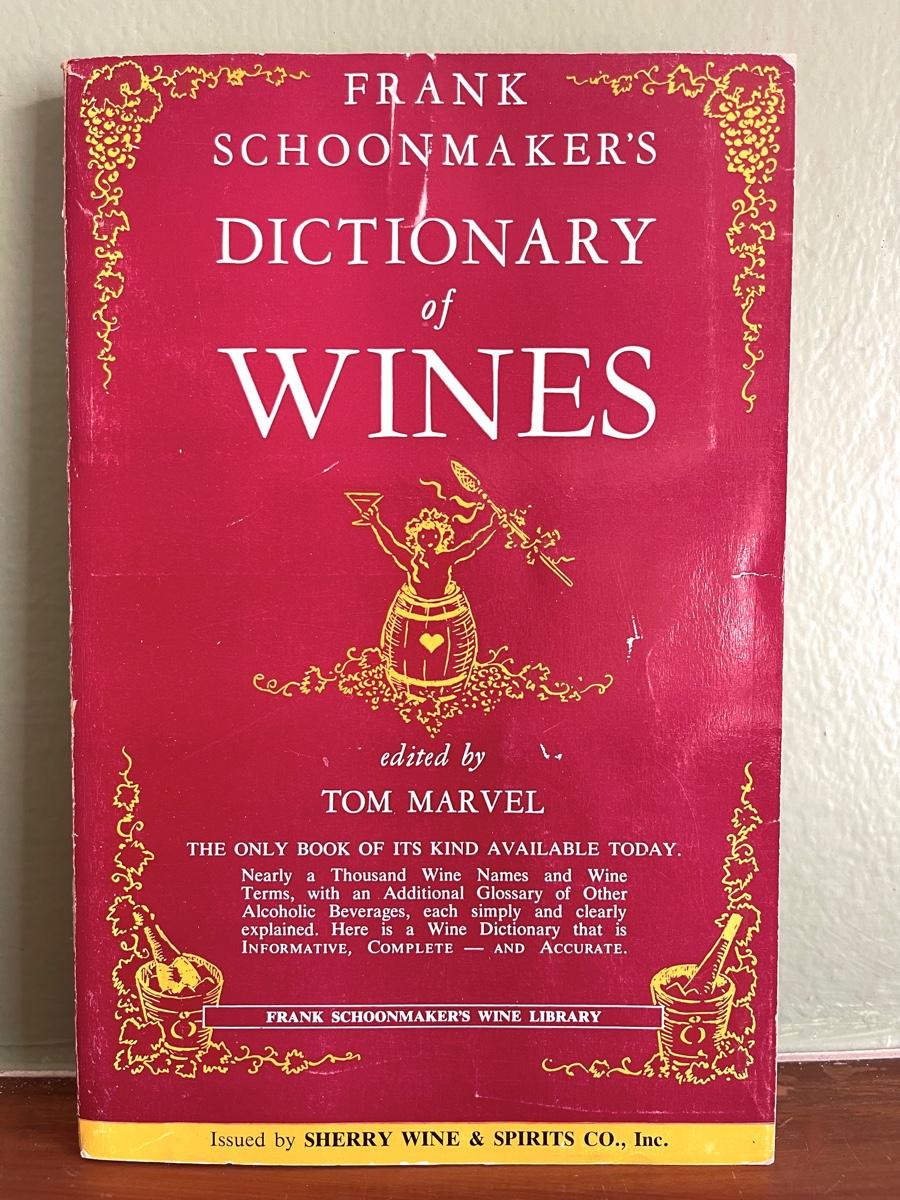 FRANK
SCHOONMAKER'S
DICTIONARY
of
WINES
edited by
TOM MARVEL
THE ONLY BOOK OF ITS KIND AVAILABLE TODAY.
Nearly a Thousand Wine Names and Wine
Terms, with an Additional Glossary of Other
Alcoholic Beverages, each simply and clearly
explained. Here is a Wine Dictionary that is
INFORMATIVE, COMPLETE — AND ACCURATE.
FRANK SCHOONMAKER'S WINE LIBRARY
Issued by SHERRY WINE & SPIRITS CO., Inc.